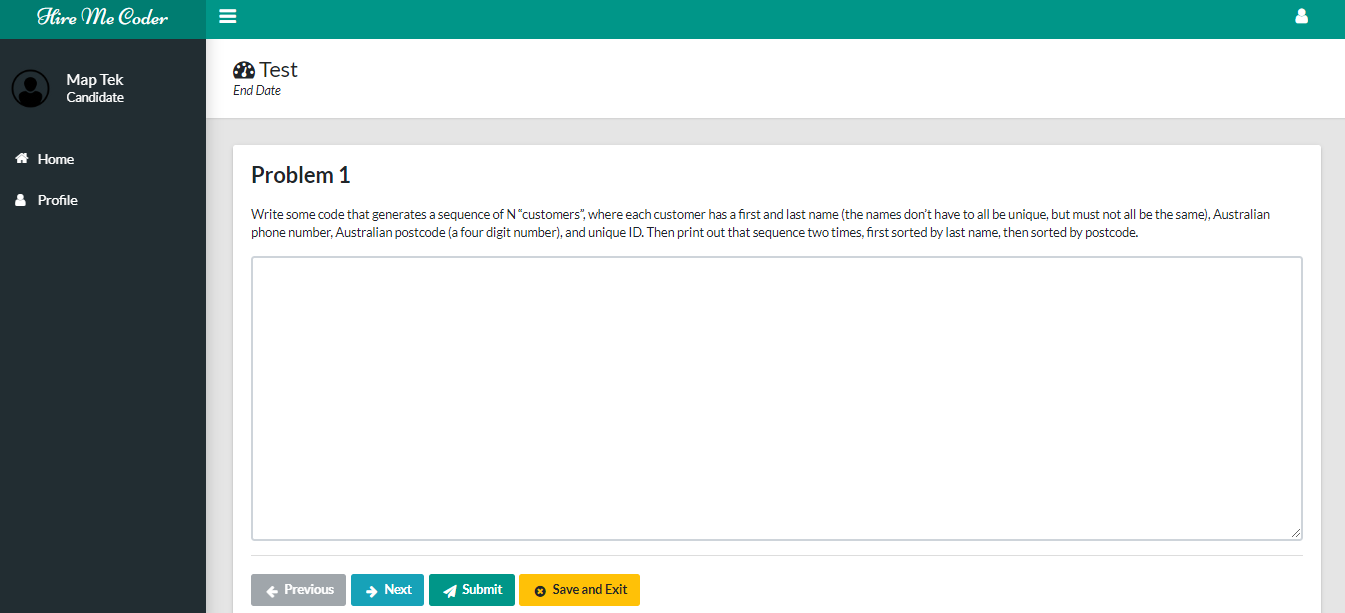 Hire Me Coder
Map Tek
Candidate
Home
Profile
Test
End Date
Problem 1
Write some code that generates a sequence of N “customers”, where each customer has a first and last name (the names don’t have to all be unique, but must not all be the same), Australian
phone number, Australian postcode (a four digit number), and unique ID. Then print out that sequence two times, first sorted by last name, then sorted by postcode.
Previous
Next
Submit
Save and Exit